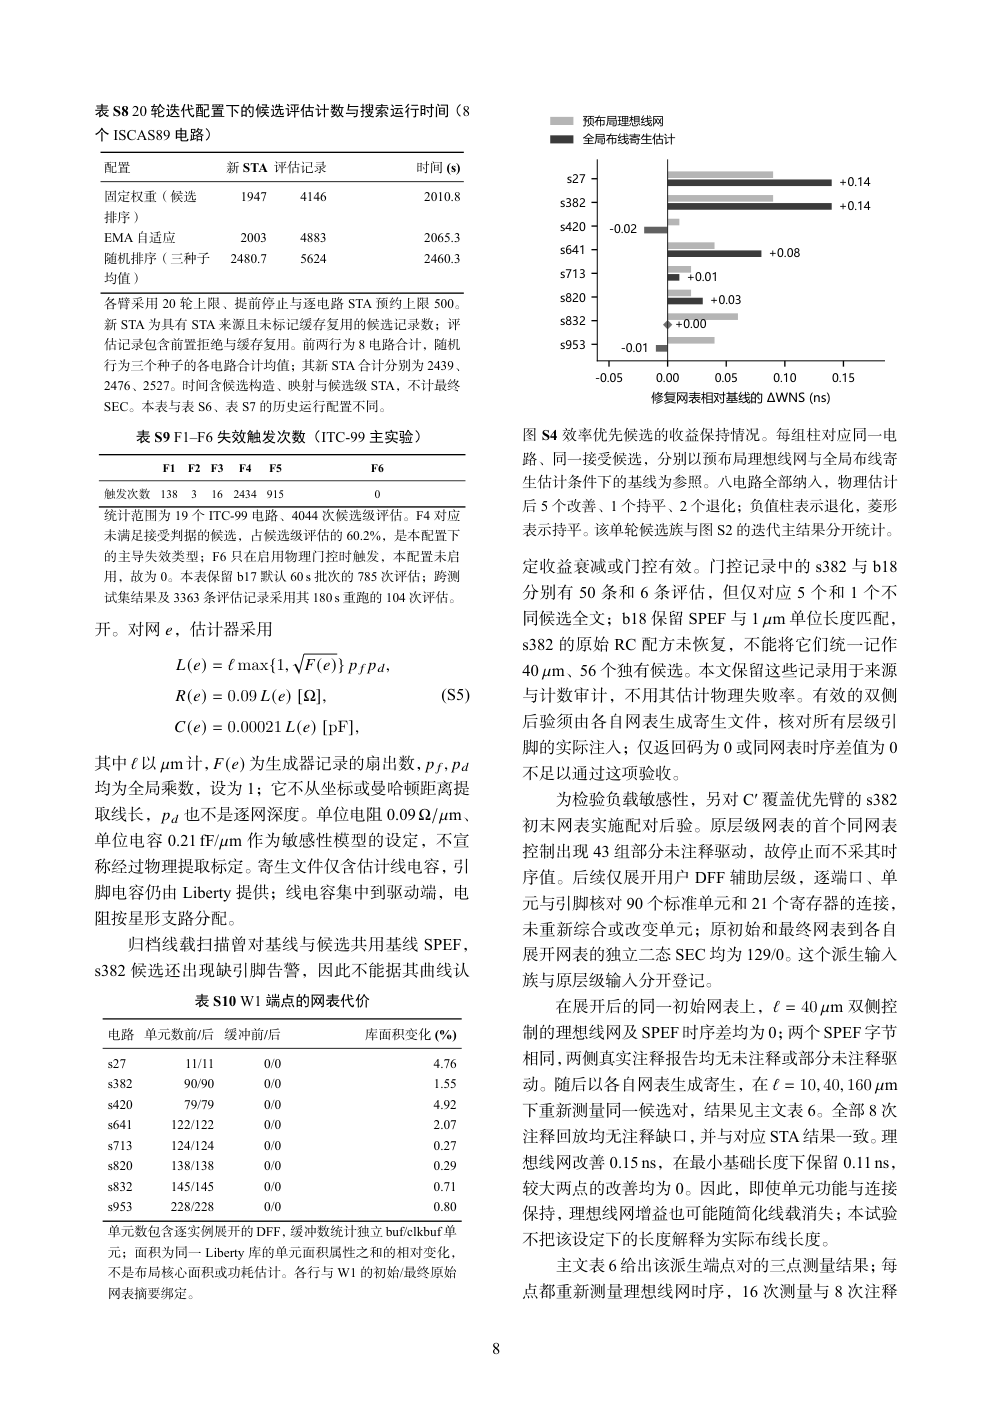 表 S8 20 轮迭代配置下的候选评估计数与搜索运行时间（8
个 ISCAS89 电路）
配置 新 STA 评估记录 时间 (s)
固定权重（候选 1947 4146 2010.8
排序）
EMA 自适应 2003 4883 2065.3
随机排序（三种子 2480.7 5624 2460.3
均值）
各臂采用 20 轮上限、提前停止与逐电路 STA 预约上限 500。
新 STA 为具有 STA 来源且未标记缓存复用的候选记录数；评
估记录包含前置拒绝与缓存复用。前两行为 8 电路合计，随机
行为三个种子的各电路合计均值；其新 STA 合计分别为 2439、
2476、2527。时间含候选构造、映射与候选级 STA，不计最终
SEC。本表与表 S6、表 S7 的历史运行配置不同。
表 S9 F1–F6 失效触发次数（ITC-99 主实验）
F1 F2 F3 F4 F5 F6
触发次数 138 3 16 2434 915 0
统计范围为 19 个 ITC-99 电路、4044 次候选级评估。F4 对应
未满足接受判据的候选，占候选级评估的 60.2%，是本配置下
的主导失效类型；F6 只在启用物理门控时触发，本配置未启
用，故为 0。本表保留 b17 默认 60 s 批次的 785 次评估；跨测
试集结果及 3363 条评估记录采用其 180 s 重跑的 104 次评估。
开。对网 e，估计器采用
L(e) = ℓ max{1, √F(e)} p_f p_d,
R(e) = 0.09 L(e) [Ω], (S5)
C(e) = 0.00021 L(e) [pF],
其中 ℓ 以 μm 计，F(e) 为生成器记录的扇出数，p_f, p_d
均为全局乘数，设为 1；它不从坐标或曼哈顿距离提
取线长，p_d 也不是逐网深度。单位电阻 0.09 Ω/μm、
单位电容 0.21 fF/μm 作为敏感性模型的设定，不宣
称经过物理提取标定。寄生文件仅含估计线电容，引
脚电容仍由 Liberty 提供；线电容集中到驱动端，电
阻按星形支路分配。
归档线载扫描曾对基线与候选共用基线 SPEF，
s382 候选还出现缺引脚告警，因此不能据其曲线认
表 S10 W1 端点的网表代价
电路 单元数前/后 缓冲前/后 库面积变化 (%)
s27 11/11 0/0 4.76
s382 90/90 0/0 1.55
s420 79/79 0/0 4.92
s641 122/122 0/0 2.07
s713 124/124 0/0 0.27
s820 138/138 0/0 0.29
s832 145/145 0/0 0.71
s953 228/228 0/0 0.80
单元数包含逐实例展开的 DFF，缓冲数统计独立 buf/clkbuf 单
元；面积为同一 Liberty 库的单元面积属性之和的相对变化，
不是布局核心面积或功耗估计。各行与 W1 的初始/最终原始
网表摘要绑定。
预布局理想线网
全局布线寄生估计
s27 +0.14
s382 +0.14
s420 -0.02
s641 +0.08
s713 +0.01
s820 +0.03
s832 +0.00
s953 -0.01
-0.05 0.00 0.05 0.10 0.15
修复网表相对基线的 ΔWNS (ns)
图 S4 效率优先候选的收益保持情况。每组柱对应同一电
路、同一接受候选，分别以预布局理想线网与全局布线寄
生估计条件下的基线为参照。八电路全部纳入，物理估计
后 5 个改善、1 个持平、2 个退化；负值柱表示退化，菱形
表示持平。该单轮候选族与图 S2 的迭代主结果分开统计。
定收益衰减或门控有效。门控记录中的 s382 与 b18
分别有 50 条和 6 条评估，但仅对应 5 个和 1 个不
同候选全文；b18 保留 SPEF 与 1 μm 单位长度匹配，
s382 的原始 RC 配方未恢复，不能将它们统一记作
40 μm、56 个独有候选。本文保留这些记录用于来源
与计数审计，不用其估计物理失败率。有效的双侧
后验须由各自网表生成寄生文件，核对所有层级引
脚的实际注入；仅返回码为 0 或同网表时序差值为 0
不足以通过这项验收。
为检验负载敏感性，另对 C′ 覆盖优先臂的 s382
初末网表实施配对后验。原层级网表的首个同网表
控制出现 43 组部分未注释驱动，故停止而不采其时
序值。后续仅展开用户 DFF 辅助层级，逐端口、单
元与引脚核对 90 个标准单元和 21 个寄存器的连接，
未重新综合或改变单元；原初始和最终网表到各自
展开网表的独立二态 SEC 均为 129/0。这个派生输入
族与原层级输入分开登记。
在展开后的同一初始网表上，ℓ = 40 μm 双侧控
制的理想线网及 SPEF 时序差均为 0；两个 SPEF 字节
相同，两侧真实注释报告均无未注释或部分未注释驱
动。随后以各自网表生成寄生，在 ℓ = 10, 40, 160 μm
下重新测量同一候选对，结果见主文表 6。全部 8 次
注释回放均无注释缺口，并与对应 STA 结果一致。理
想线网改善 0.15 ns，在最小基础长度下保留 0.11 ns，
较大两点的改善均为 0。因此，即使单元功能与连接
保持，理想线网增益也可能随简化线载消失；本试验
不把该设定下的长度解释为实际布线长度。
主文表 6 给出该派生端点对的三点测量结果；每
点都重新测量理想线网时序，16 次测量与 8 次注释
8